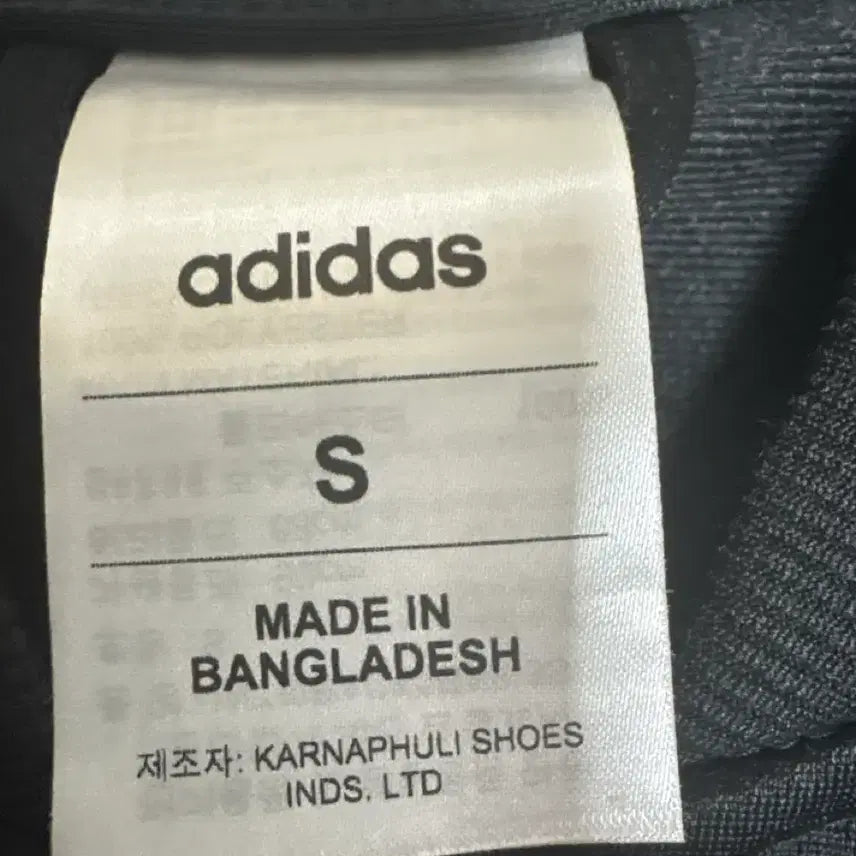 adidas
S
MADE IN
BANGLADESH
제조자: KARNAPHULI SHOES
INDS. LTD